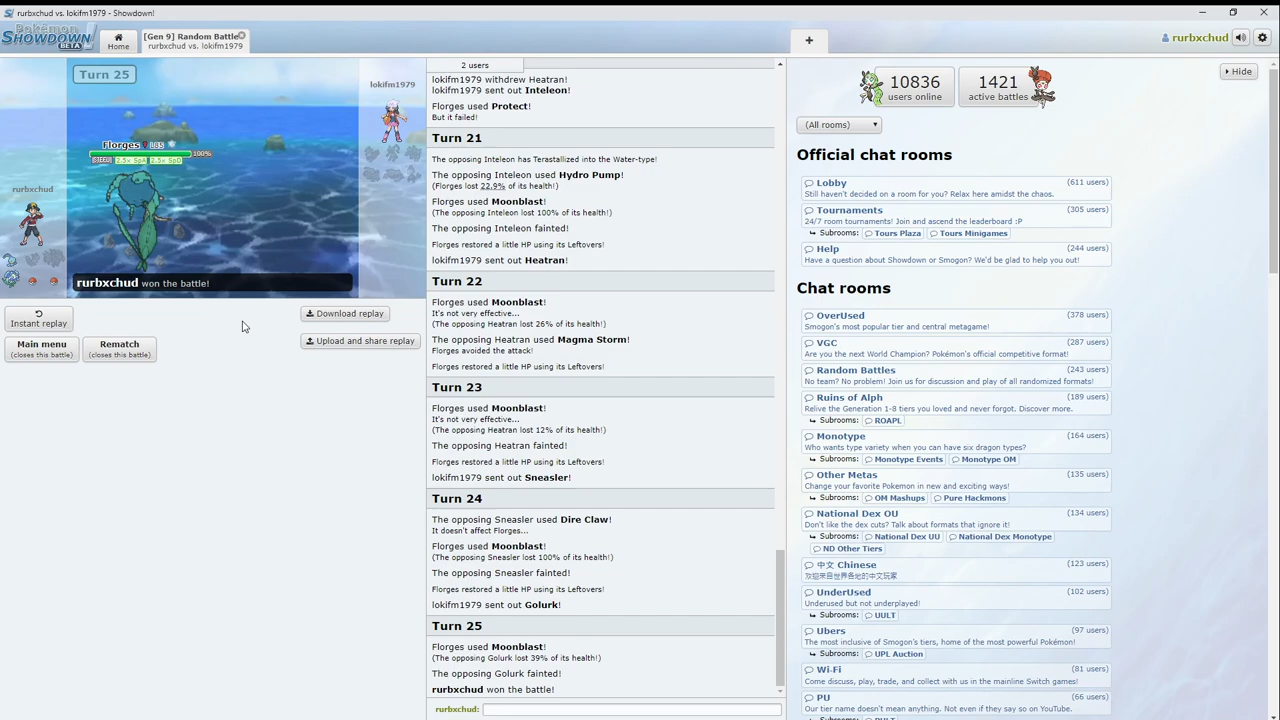 rurbxchud vs. lokifm1979 - Showdown!
Pokémon
SHOWDOWN
BETA
Home
[Gen 9] Random Battle
rurbxchud vs. lokifm1979
+
rurbxchud
Turn 25
lokifm1979
Florges L85
100%
2.5× SpA 2.5× SpD
rurbxchud
rurbxchud won the battle!
Instant replay
Download replay
Upload and share replay
Main menu
(closes this battle)
Rematch
(closes this battle)
2 users
lokifm1979 withdrew Heatran!
lokifm1979 sent out Inteleon!
Florges used Protect!
But it failed!
Turn 21
The opposing Inteleon has Terastallized into the Water-type!
The opposing Inteleon used Hydro Pump!
(Florges lost 22.9% of its health!)
Florges used Moonblast!
(The opposing Inteleon lost 100% of its health!)
The opposing Inteleon fainted!
Florges restored a little HP using its Leftovers!
lokifm1979 sent out Heatran!
Turn 22
Florges used Moonblast!
It's not very effective...
(The opposing Heatran lost 26% of its health!)
The opposing Heatran used Magma Storm!
Florges avoided the attack!
Florges restored a little HP using its Leftovers!
Turn 23
Florges used Moonblast!
It's not very effective...
(The opposing Heatran lost 12% of its health!)
The opposing Heatran fainted!
Florges restored a little HP using its Leftovers!
lokifm1979 sent out Sneasler!
Turn 24
The opposing Sneasler used Dire Claw!
It doesn't affect Florges...
Florges used Moonblast!
(The opposing Sneasler lost 100% of its health!)
The opposing Sneasler fainted!
Florges restored a little HP using its Leftovers!
lokifm1979 sent out Golurk!
Turn 25
Florges used Moonblast!
(The opposing Golurk lost 39% of its health!)
The opposing Golurk fainted!
rurbxchud won the battle!
rurbxchud:
10836
users online
1421
active battles
Hide
(All rooms)
Official chat rooms
Lobby (611 users)
Still haven't decided on a room for you? Relax here amidst the chaos.
Tournaments (305 users)
24/7 room tournaments! Join and ascend the leaderboard :P
Subrooms: Tours Plaza Tours Minigames
Help (244 users)
Have a question about Showdown or Smogon? We'd be glad to help you out!
Chat rooms
OverUsed (378 users)
Smogon's most popular tier and central metagame!
VGC (287 users)
Are you the next World Champion? Pokémon's official competitive format!
Random Battles (243 users)
No team? No problem! Join us for discussion and play of all randomized formats!
Ruins of Alph (189 users)
Relive the Generation 1-8 tiers you loved and never forgot. Discover more.
Subrooms: ROAPL
Monotype (164 users)
Who wants type variety when you can have six dragon types?
Subrooms: Monotype Events Monotype OM
Other Metas (135 users)
Change your favorite Pokemon in new and exciting ways!
Subrooms: OM Mashups Pure Hackmons
National Dex OU (134 users)
Don't like the dex cuts? Talk about formats that ignore it!
Subrooms: National Dex UU National Dex Monotype
ND Other Tiers
中文 Chinese (123 users)
欢迎来自世界各地的中文玩家
UnderUsed (102 users)
Underused but not underplayed!
Subrooms: UULT
Ubers (97 users)
The most inclusive of Smogon's tiers, home of the most powerful Pokémon!
Subrooms: UPL Auction
Wi-Fi (81 users)
Come discuss, play, trade, and collect with us in the mainline Switch games!
PU (66 users)
Our tier name doesn't mean anything. Not even if they say so on YouTube.